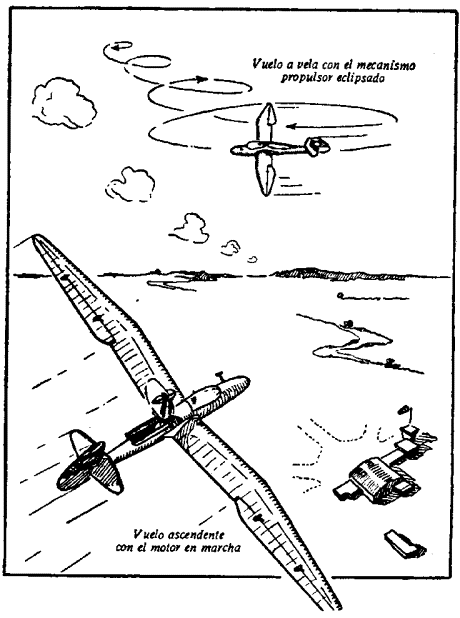 Vuelo a vela con el mecanismo
propulsor eclipsado
Vuelo ascendente
con el motor en marcha